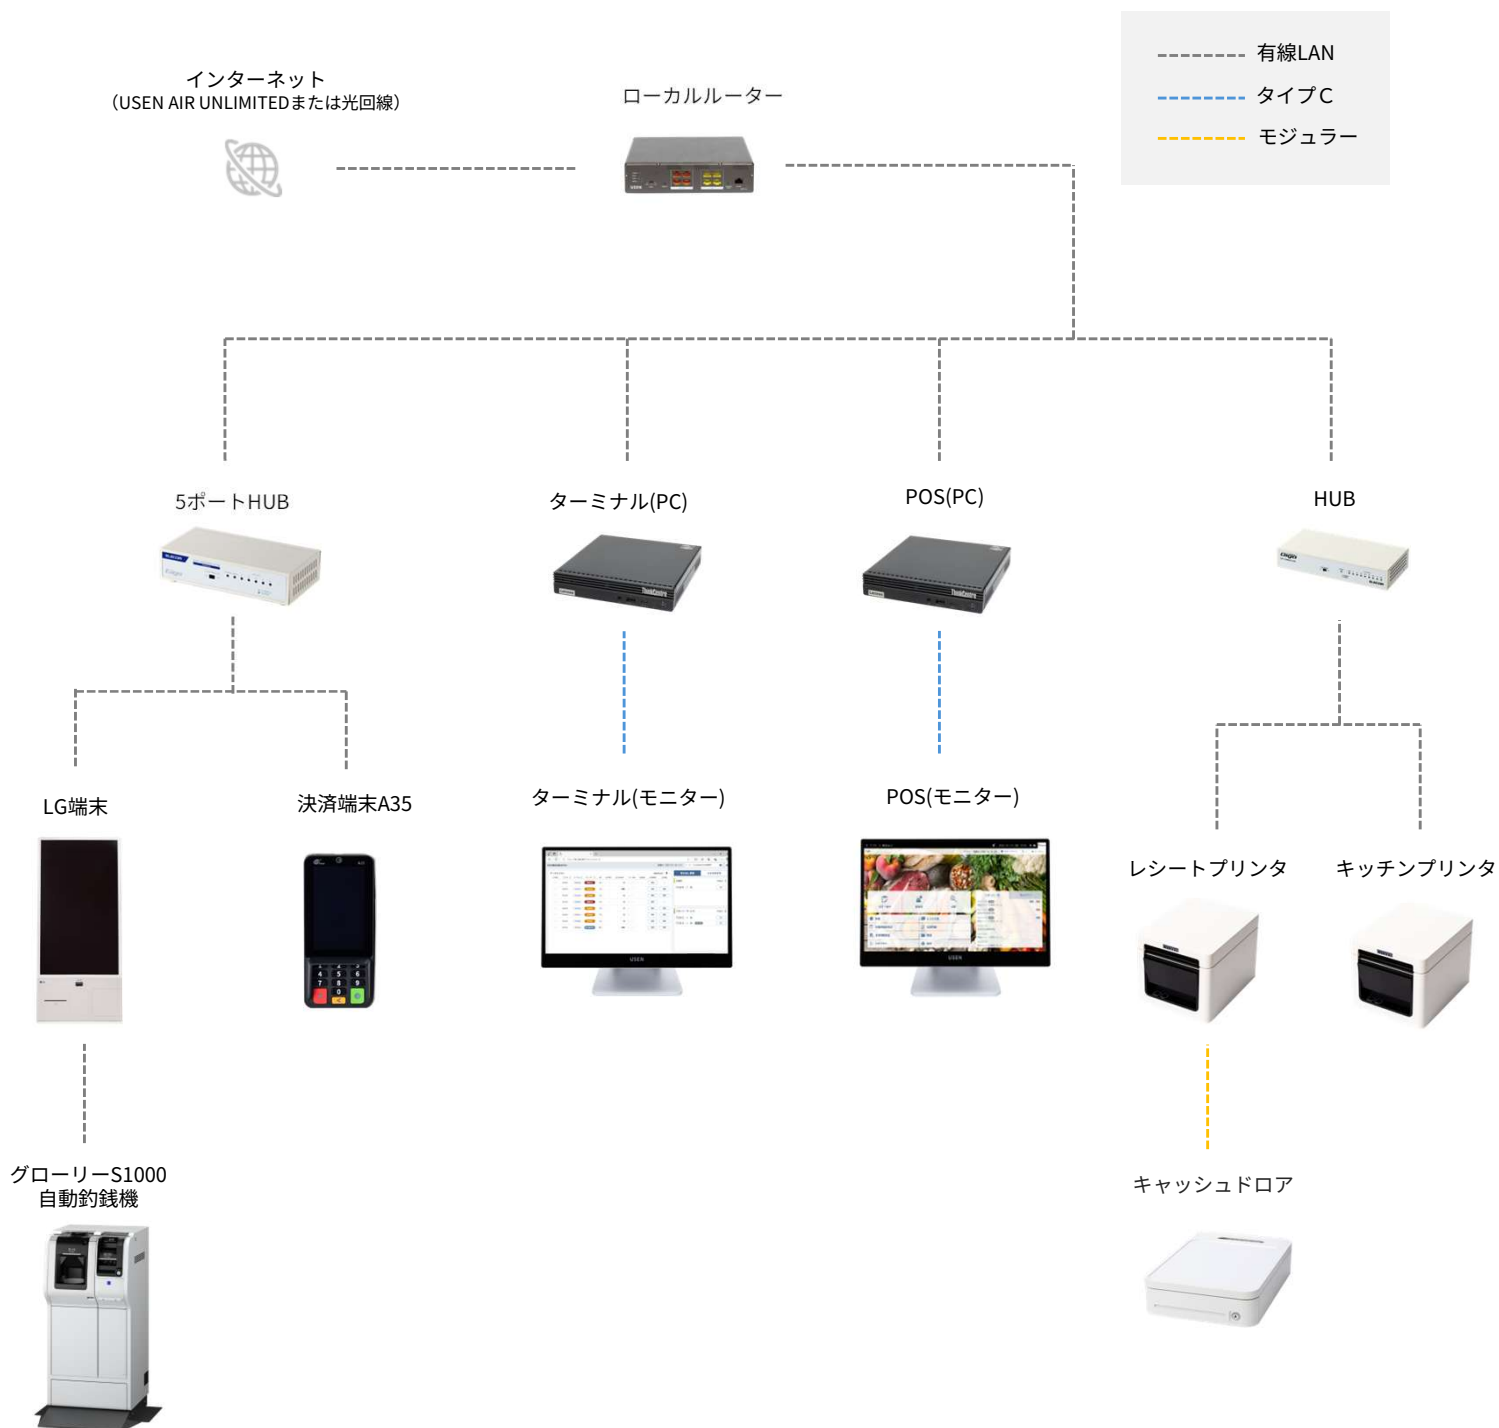 有線LAN
タイプC
モジュラー
インターネット
（USEN AIR UNLIMITEDまたは光回線）
ローカルルーター
5ポートHUB
ターミナル(PC)
POS(PC)
HUB
ThinkCentre
ThinkCentre
LG端末
決済端末A35
ターミナル(モニター)
POS(モニター)
USEN
USEN
レシートプリンタ
キッチンプリンタ
グローリーS1000
自動釣銭機
キャッシュドロア